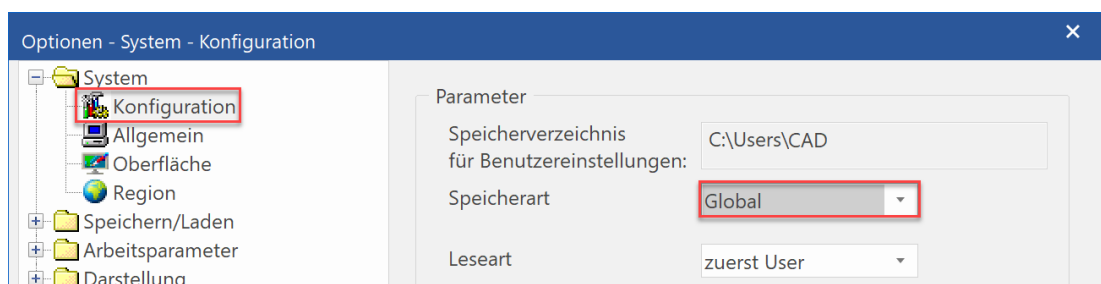 Optionen - System - Konfiguration
System
Konfiguration
Allgemein
Oberfläche
Region
Speichern/Laden
Arbeitsparameter
Darstellung
Parameter
Speicherverzeichnis
für Benutzereinstellungen:
C:\Users\CAD
Speicherart
Global
Leseart
zuerst User